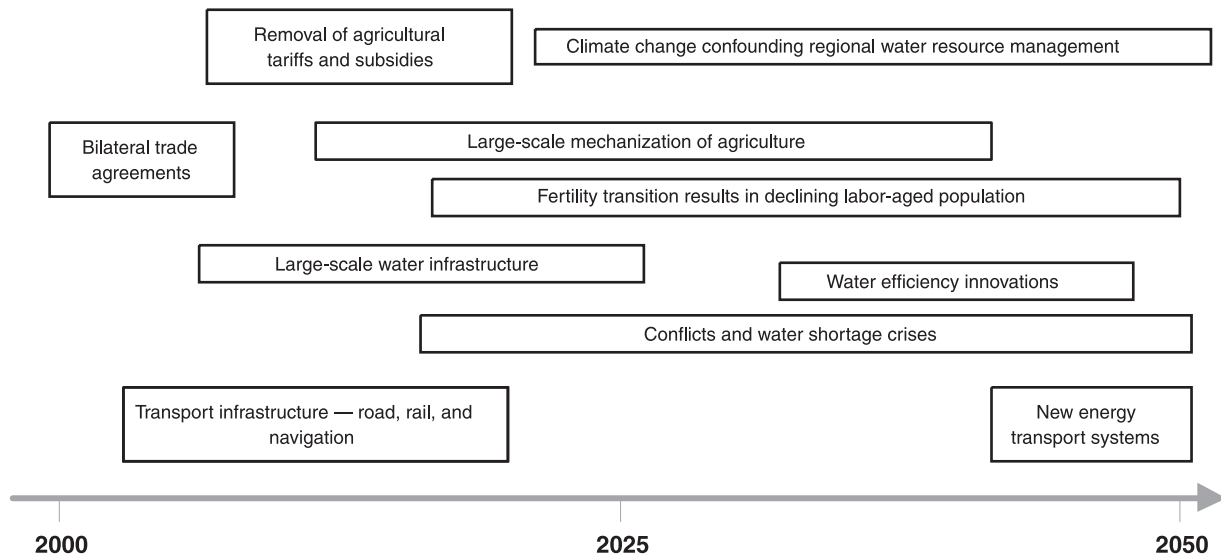 Removal of agricultural
tariffs and subsidies
Climate change confounding regional water resource management
Bilateral trade
agreements
Large-scale mechanization of agriculture
Fertility transition results in declining labor-aged population
Large-scale water infrastructure
Water efficiency innovations
Conflicts and water shortage crises
Transport infrastructure — road, rail, and
navigation
New energy
transport systems
2000
2025
2050